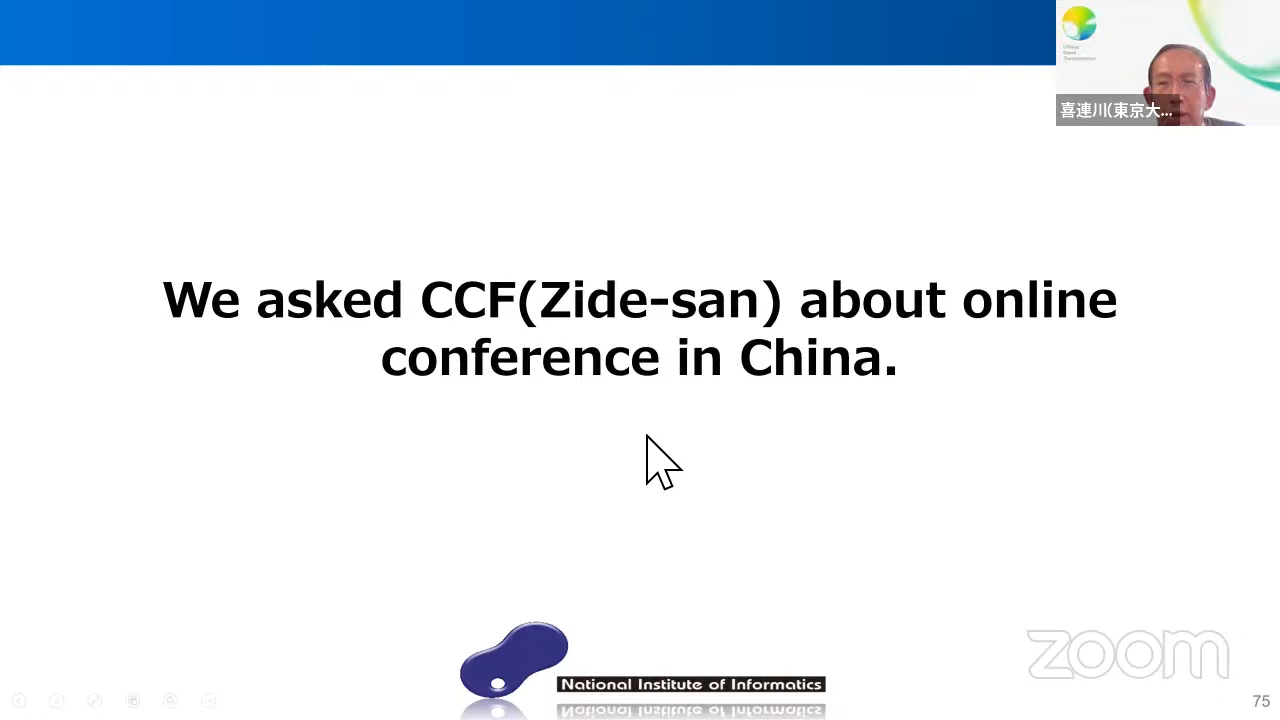 喜連川(東京大...
We asked CCF(Zide-san) about online
conference in China.
National Institute of Informatics
zoom
75